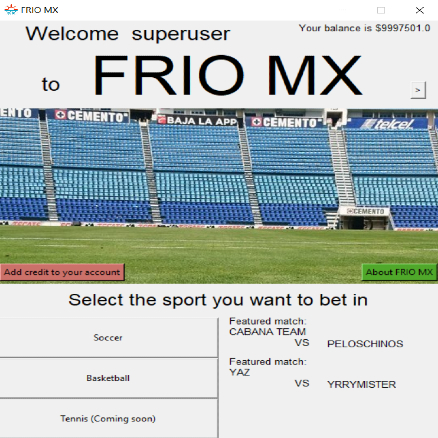 FRIO MX
Welcome superuser
Your balance is $9997501.0
to FRIO MX
>
CEMENTO
CEMENTO
BAJA LA APP
CEMENTO
telcel
CEMENTO
Add credit to your account
About FRIO MX
Select the sport you want to bet in
Soccer
Basketball
Tennis (Coming soon)
Featured match:
CABANA TEAM
VS PELOSCHINOS
Featured match:
YAZ
VS YRRYMISTER